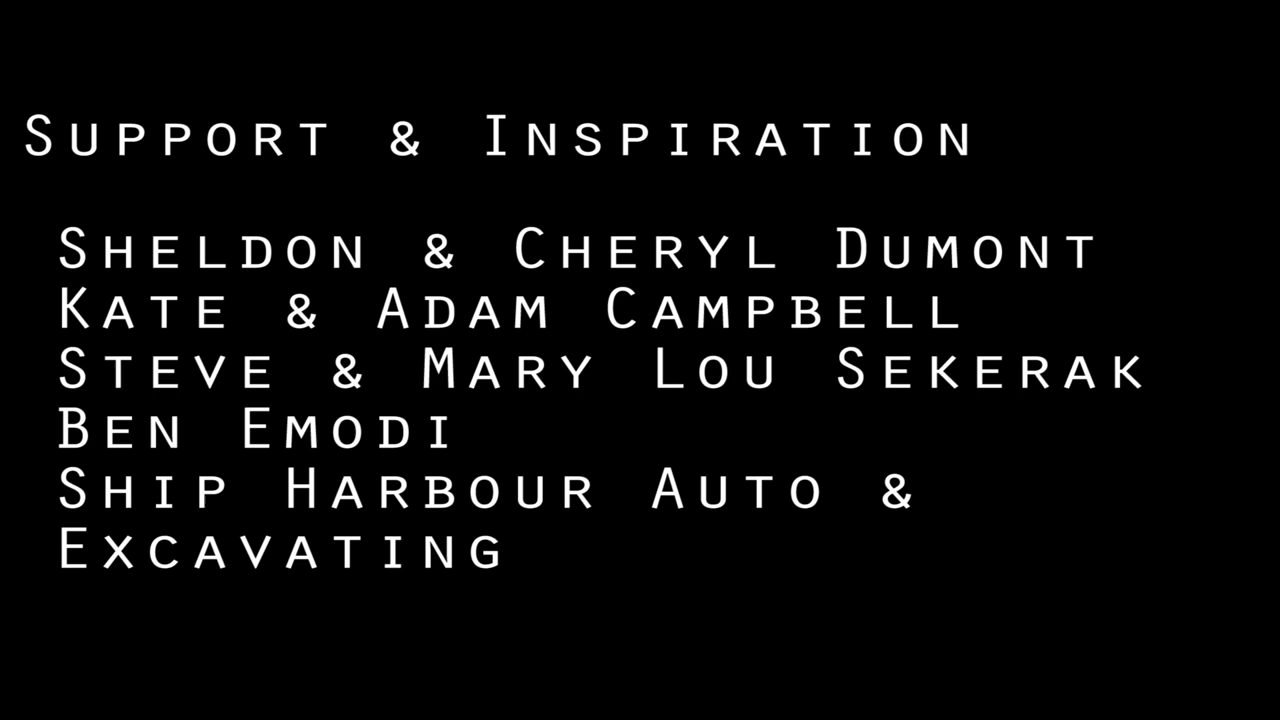 Support & Inspiration
Sheldon & Cheryl Dumont
Kate & Adam Campbell
Steve & Mary Lou Sekerak
Ben Emodi
Ship Harbour Auto &
Excavating